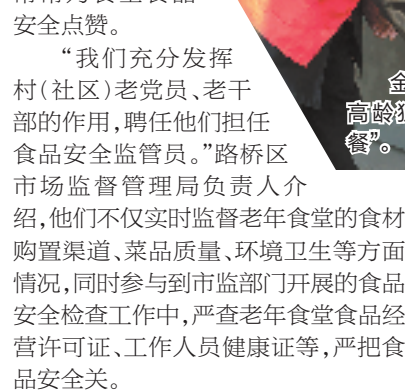 安全点赞。
“我们充分发挥
村(社区)老党员、老干
部的作用,聘任他们担任
食品安全监管员。”路桥区
市场监督管理局负责人介
绍,他们不仅实时监督老年食堂的食材
购置渠道、菜品质量、环境卫生等方面
情况,同时参与到市监部门开展的食品
安全检查工作中,严查老年食堂食品经
营许可证、工作人员健康证等,严把食
品安全关。
金
高龄独
餐”。